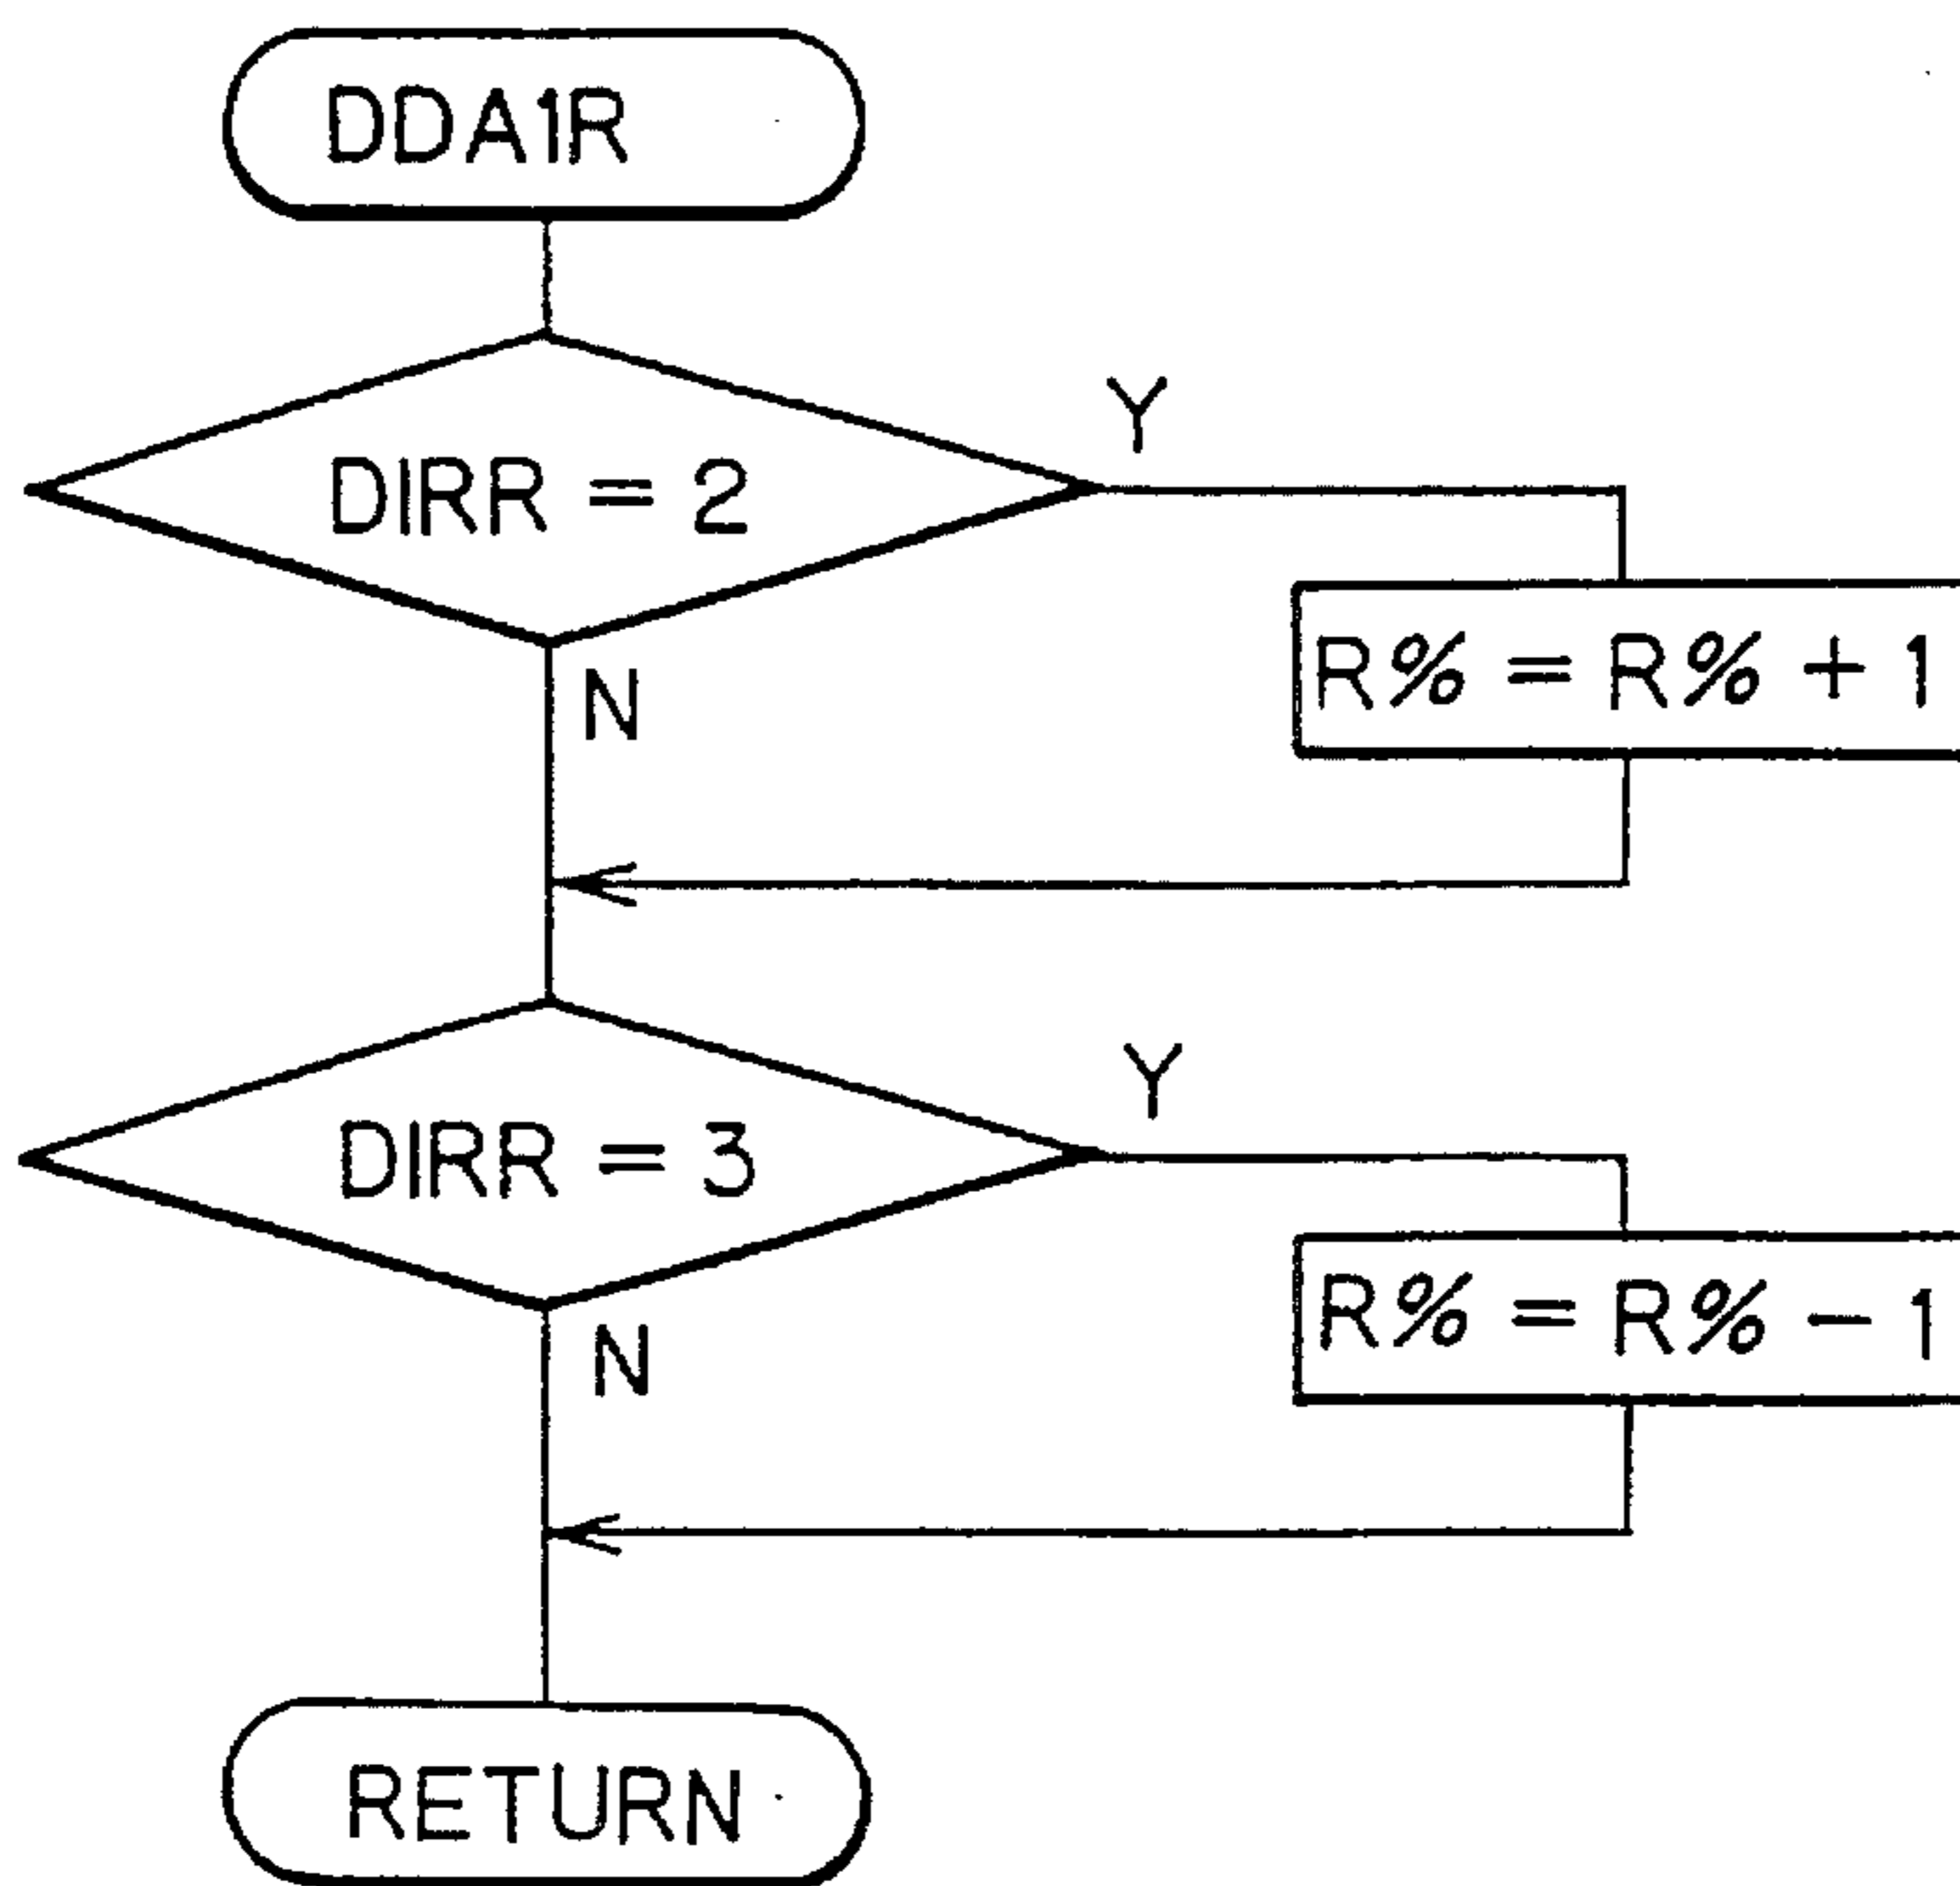 DDA1R
DIRR = 2
Y
R% = R% + 1
N
DIRR = 3
Y
R% = R% - 1
N
RETURN